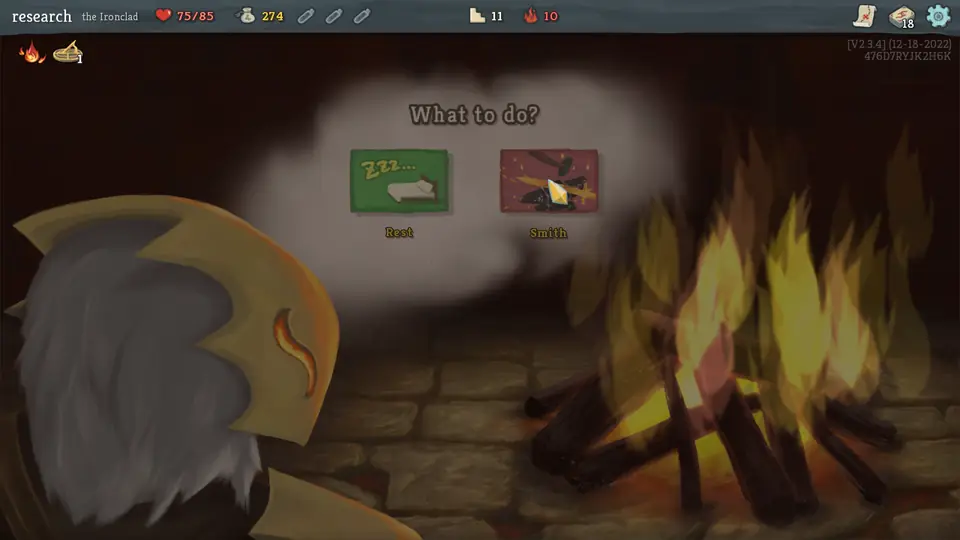 research the Ironclad 75/85 274 11 10 18
1
[V2.3.4] (12-18-2022)
476D7RYJK2H6K
What to do?
Zzz...
Rest Smith